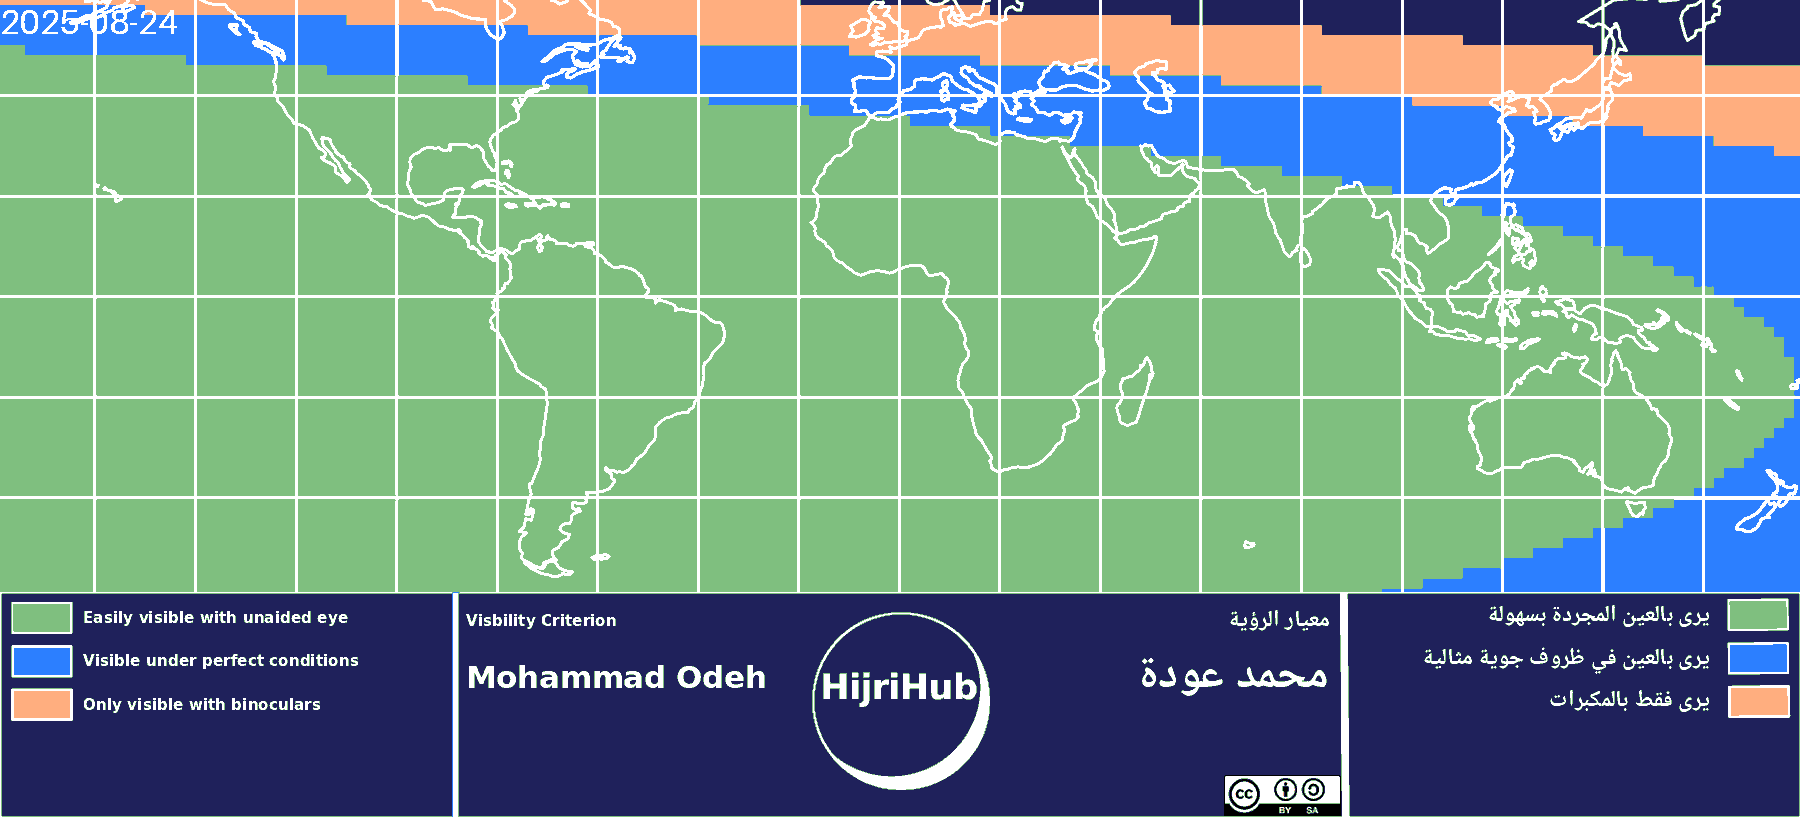 2025-08-24
Easily visible with unaided eye
Visible under perfect conditions
Only visible with binoculars
Visbility Criterion
Mohammad Odeh
HijriHub
معيار الرؤية
محمد عودة
cc
BY SA
يرى بالعين المجردة بسهولة
يرى بالعين في ظروف جوية مثالية
يرى فقط بالمكبرات